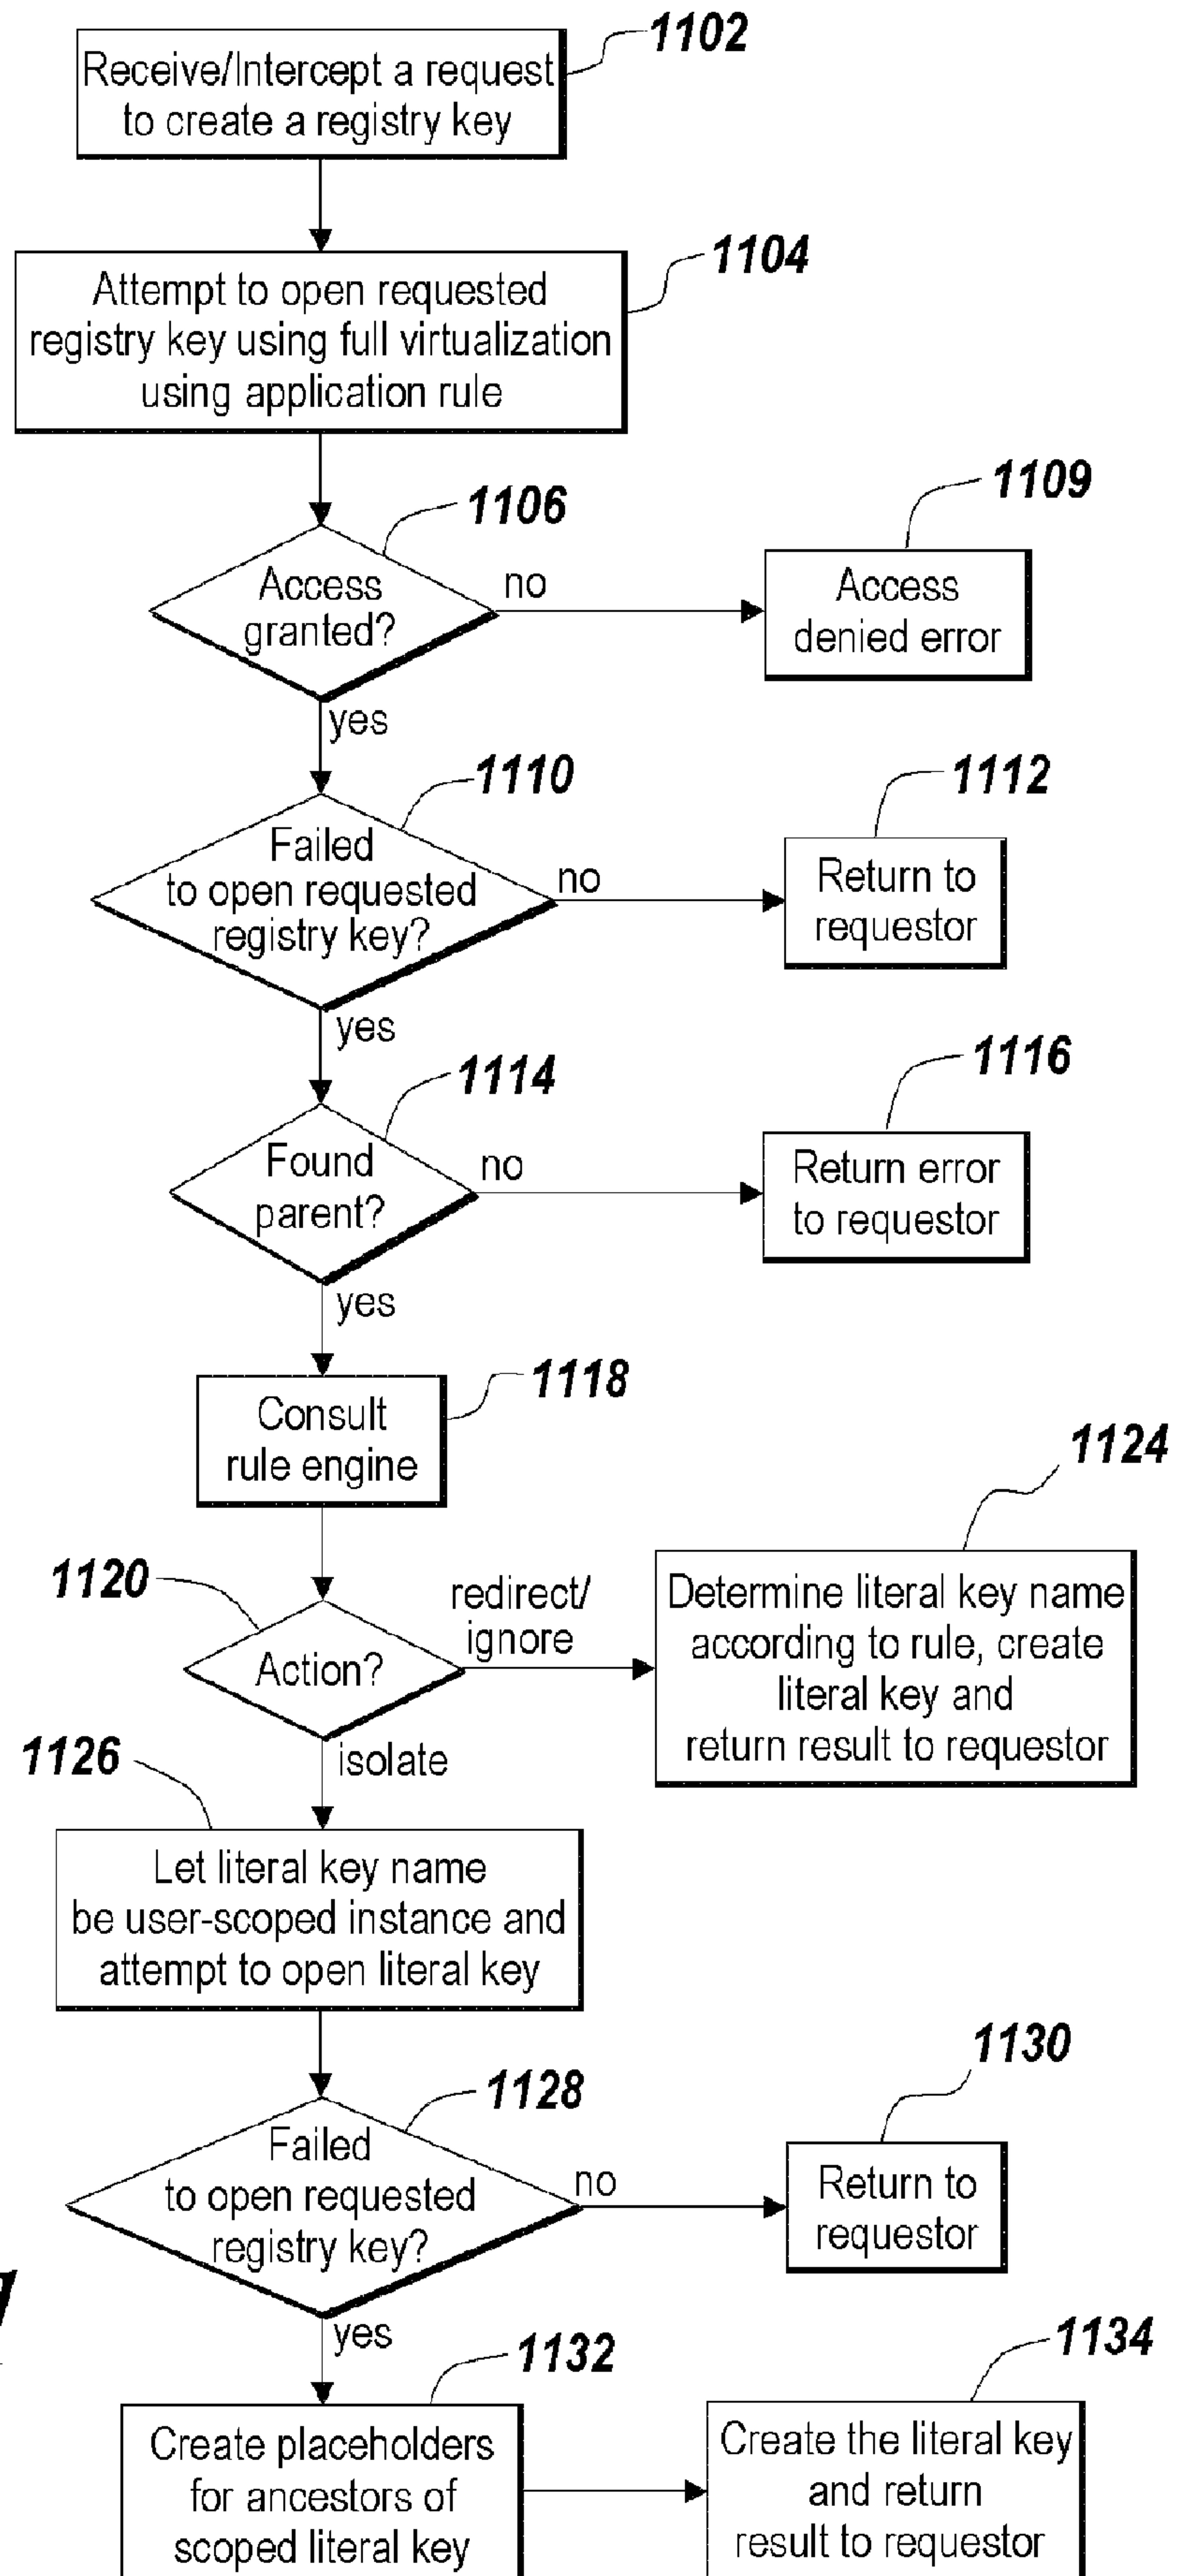 1102
Receive/Intercept a request
to create a registry key
1104
Attempt to open requested
registry key using full virtualization
using application rule
1106
Access
granted?
no
1109
Access
denied error
yes
1110
Failed
to open requested
registry key?
no
1112
Return to
requestor
yes
1114
Found
parent?
no
1116
Return error
to requestor
yes
1118
Consult
rule engine
1120
Action?
redirect/
ignore
1124
Determine literal key name
according to rule, create
literal key and
return result to requestor
isolate
1126
Let literal key name
be user-scoped instance and
attempt to open literal key
1128
Failed
to open requested
registry key?
no
1130
Return to
requestor
yes
1132
Create placeholders
for ancestors of
scoped literal key
1134
Create the literal key
and return
result to requestor